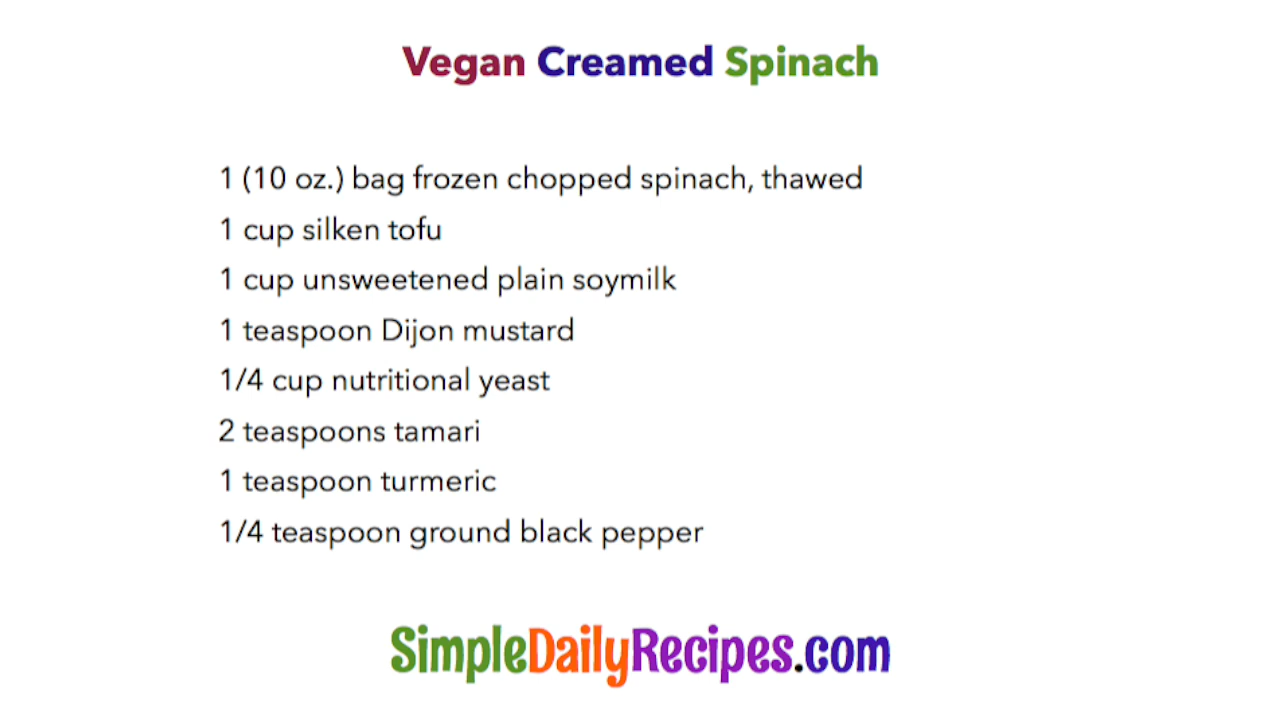 Vegan Creamed Spinach
1 (10 oz.) bag frozen chopped spinach, thawed
1 cup silken tofu
1 cup unsweetened plain soymilk
1 teaspoon Dijon mustard
1/4 cup nutritional yeast
2 teaspoons tamari
1 teaspoon turmeric
1/4 teaspoon ground black pepper
SimpleDailyRecipes.com